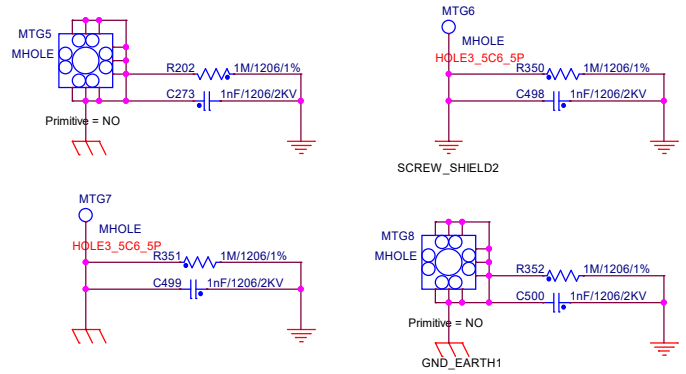 MTG5
MHOLE
R202 1M/1206/1%
C273 1nF/1206/2KV
Primitive = NO
MTG6
MHOLE
HOLE3_5C6_5P
R350 1M/1206/1%
C498 1nF/1206/2KV
SCREW_SHIELD2
MTG7
MHOLE
HOLE3_5C6_5P
R351 1M/1206/1%
C499 1nF/1206/2KV
MTG8
MHOLE
R352 1M/1206/1%
C500 1nF/1206/2KV
Primitive = NO
GND_EARTH1